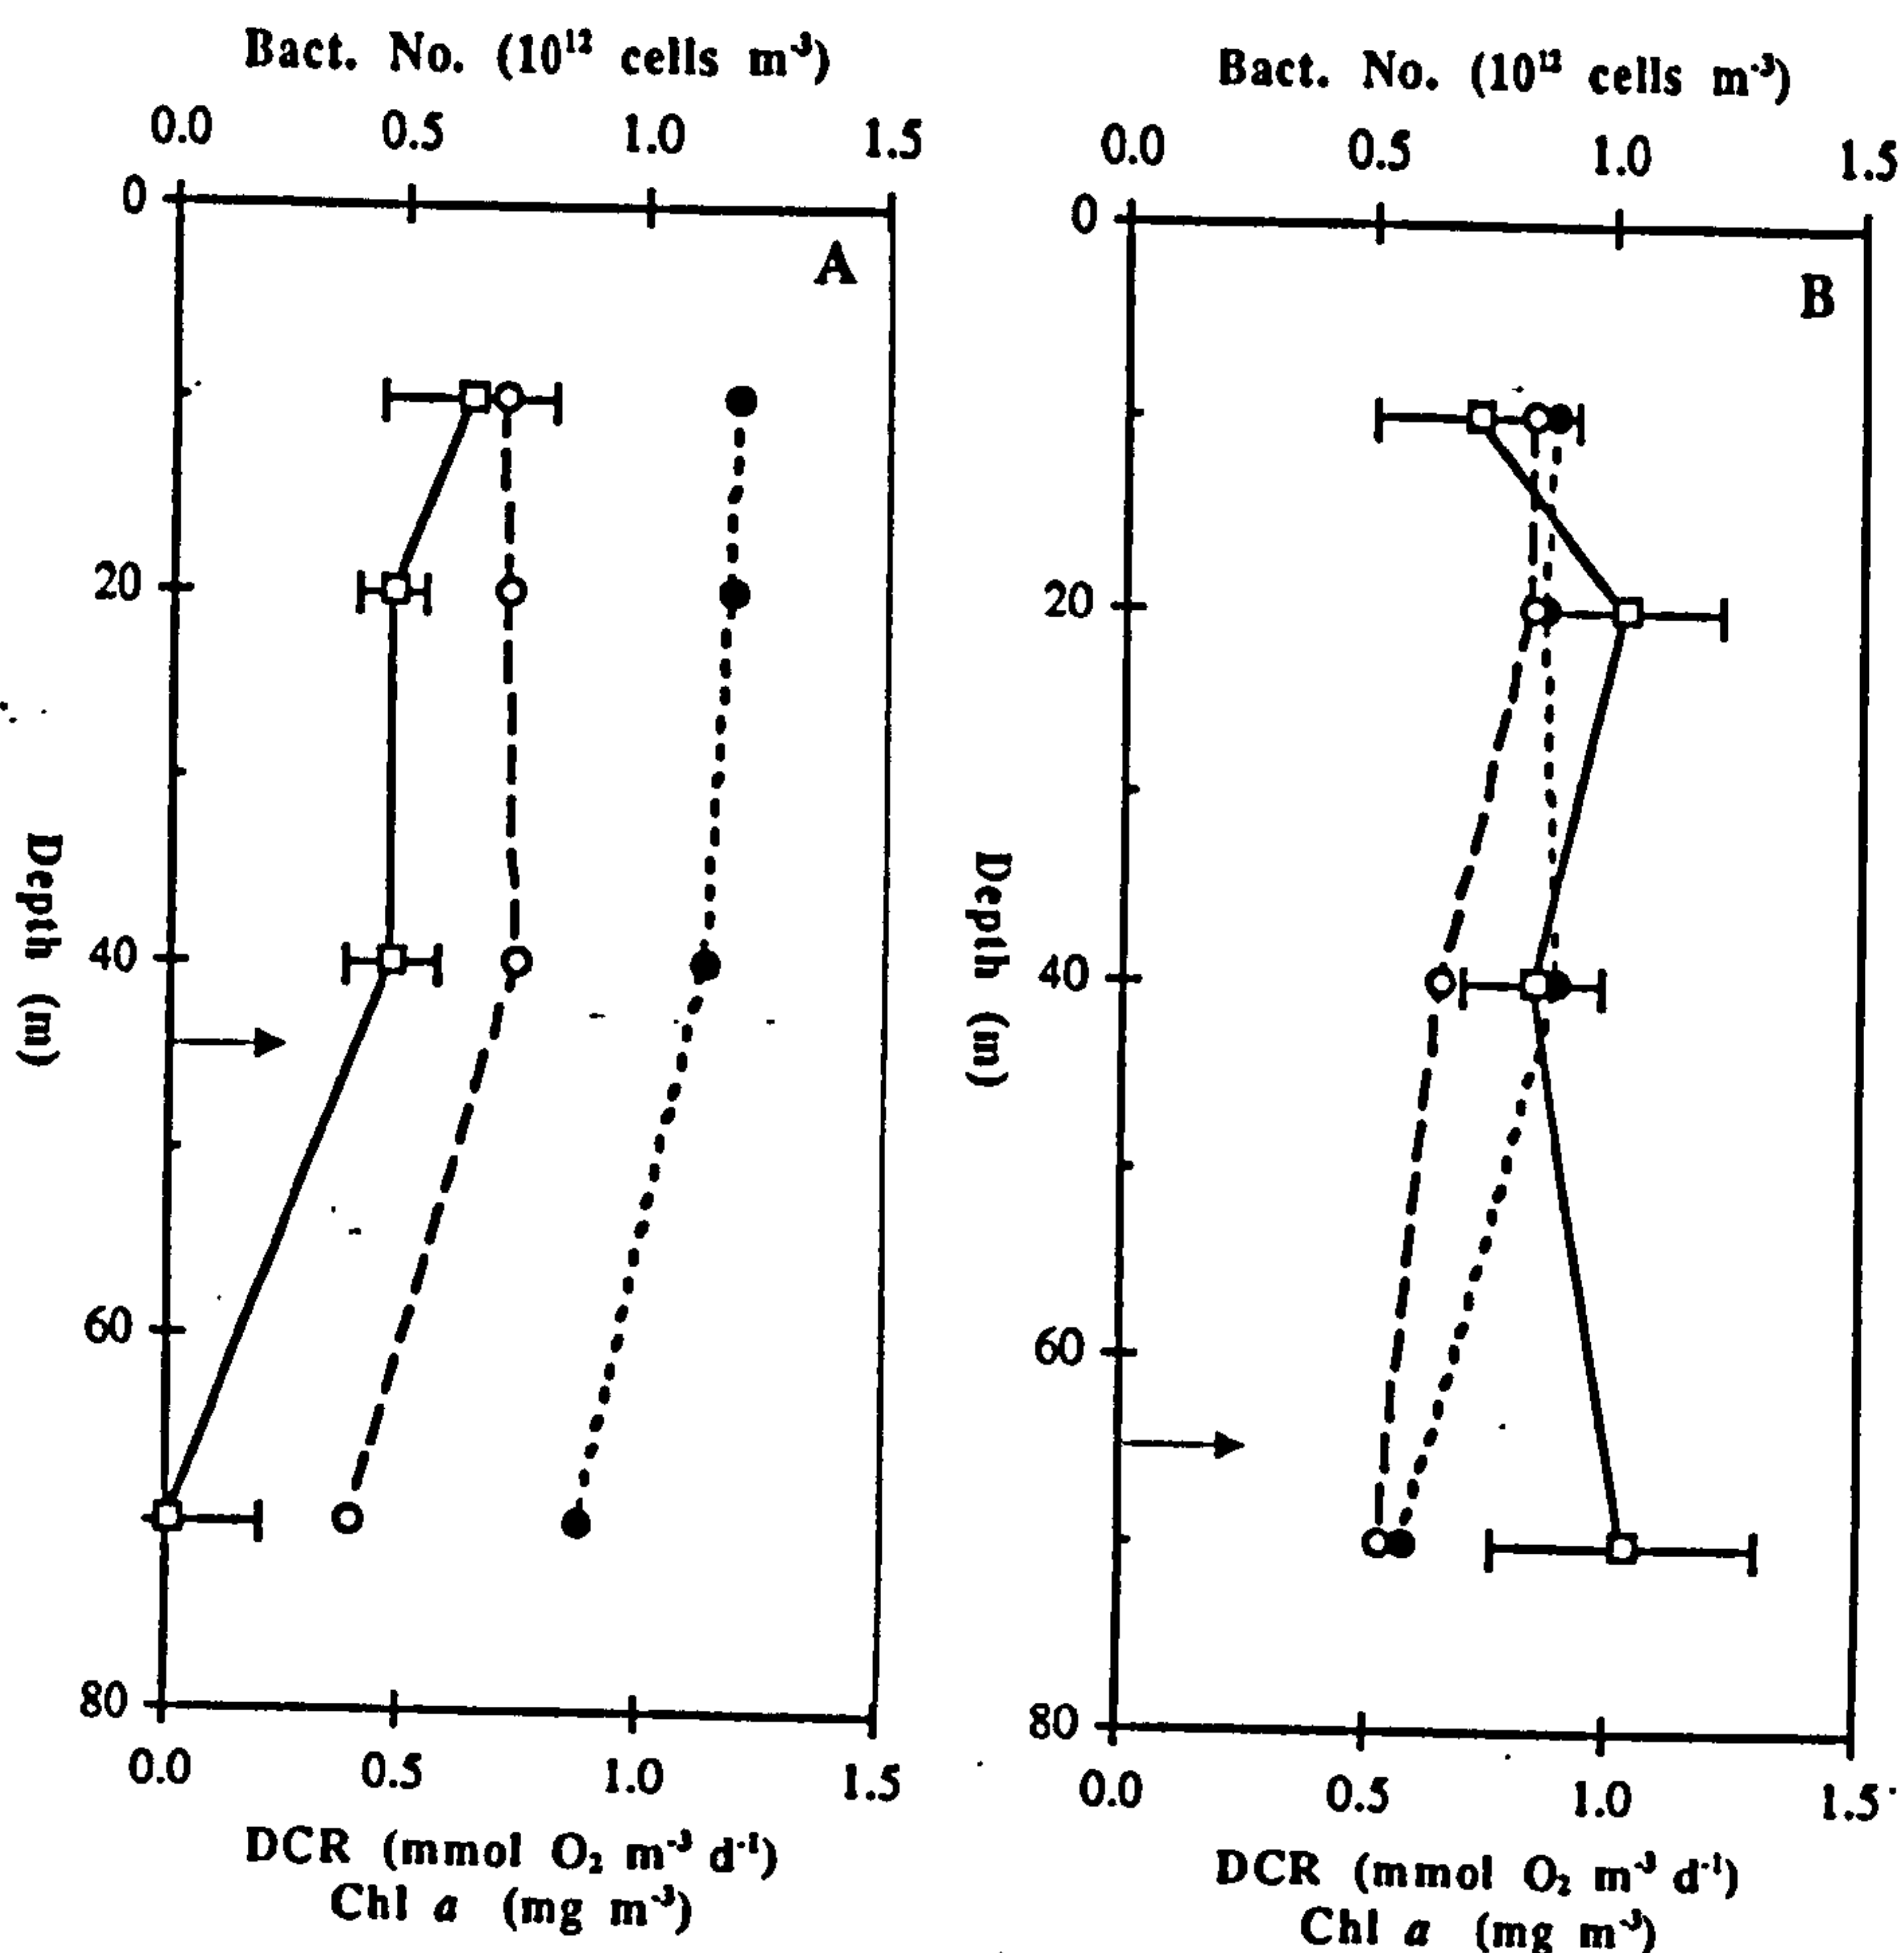 Bact. No. (10¹² cells m⁻³)
0.0 0.5 1.0 1.5
0
A
20
40
60
80
Depth (m)
0.0 0.5 1.0 1.5
DCR (mmol O₂ m⁻³ d⁻¹)
Chl a (mg m⁻³)
Bact. No. (10¹² cells m⁻³)
0.0 0.5 1.0 1.5
0
B
20
40
60
80
Depth (m)
0.0 0.5 1.0 1.5
DCR (mmol O₂ m⁻³ d⁻¹)
Chl a (mg m⁻³)